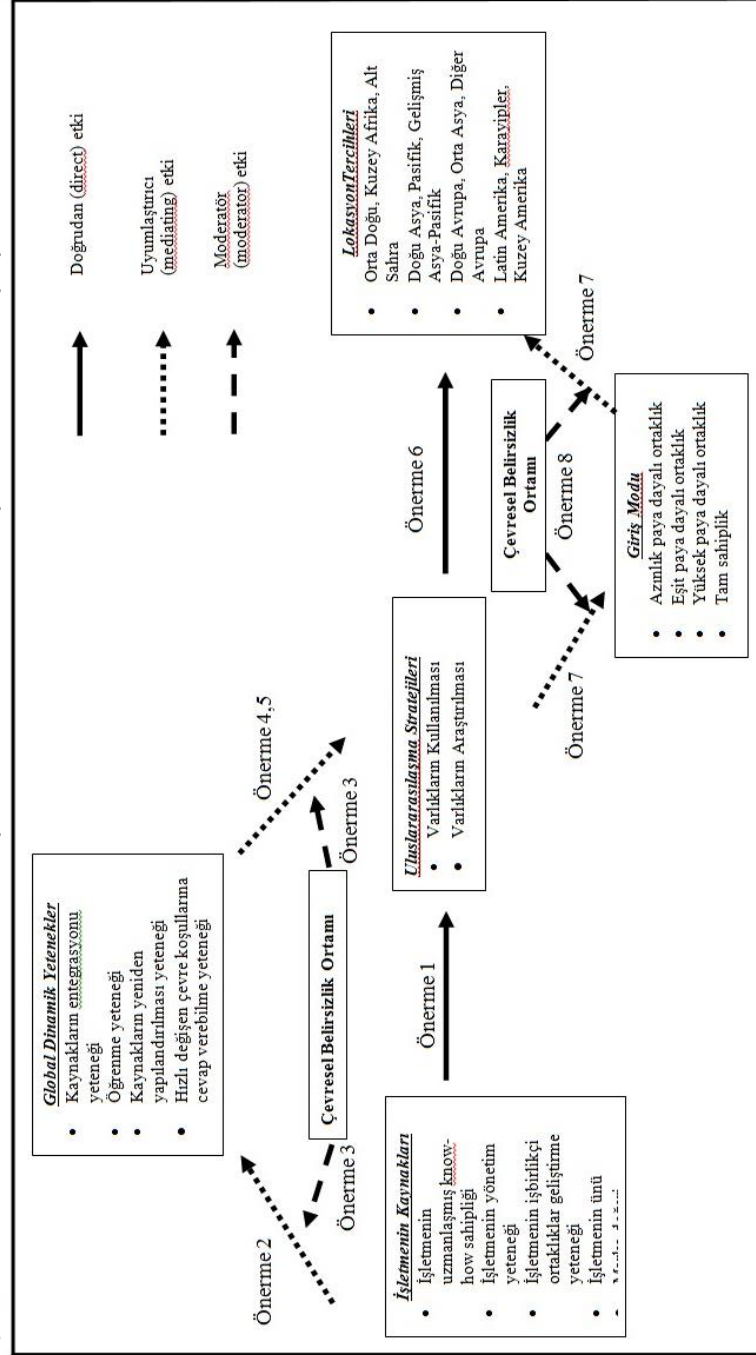 Doğrudan (direct) etki
Uyumlaştırıcı
(mediating) etki
Moderatör
(moderator) etki
Global Dinamik Yetenekler
• Kaynakların entegrasyonu
yeteneği
• Öğrenme yeteneği
• Kaynakların yeniden
yapılandırılması yeteneği
• Hızlı değişen çevre koşullarına
cevap verebilme yeteneği
Önerme 2
Önerme 3
Çevresel Belirsizlik Ortamı
Önerme 3
Önerme 4,5
İşletmenin Kaynakları
• İşletmenin
uzmanlaşmış know-
how sahipliği
• İşletmenin yönetim
yeteneği
• İşletmenin işbirlikçi
ortaklıklar geliştirme
yeteneği
• İşletmenin ünü
Önerme 1
Uluslararasılaşma Stratejileri
• Varlıkların Kullanılması
• Varlıkların Araştırılması
Önerme 6
Çevresel Belirsizlik
Ortamı
Önerme 8
Önerme 7
Önerme 7
LokasyonTercihleri
• Orta Doğu, Kuzey Afrika, Alt
Sahra
• Doğu Asya, Pasifik, Gelişmiş
Asya-Pasifik
• Doğu Avrupa, Orta Asya, Diğer
Avrupa
• Latin Amerika, Karayipler,
Kuzey Amerika
Giriş Modu
• Azınlık paya dayalı ortaklık
• Eşit paya dayalı ortaklık
• Yüksek paya dayalı ortaklık
• Tam sahiplik